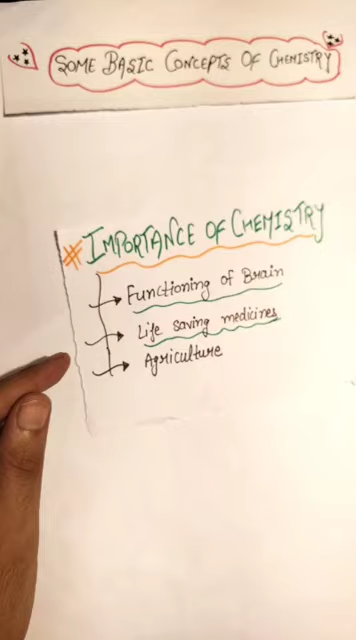 SOME BASIC CONCEPTS OF CHEMISTRY
# IMPORTANCE OF CHEMISTRY
Functioning of Brain
Life saving medicines
Agriculture